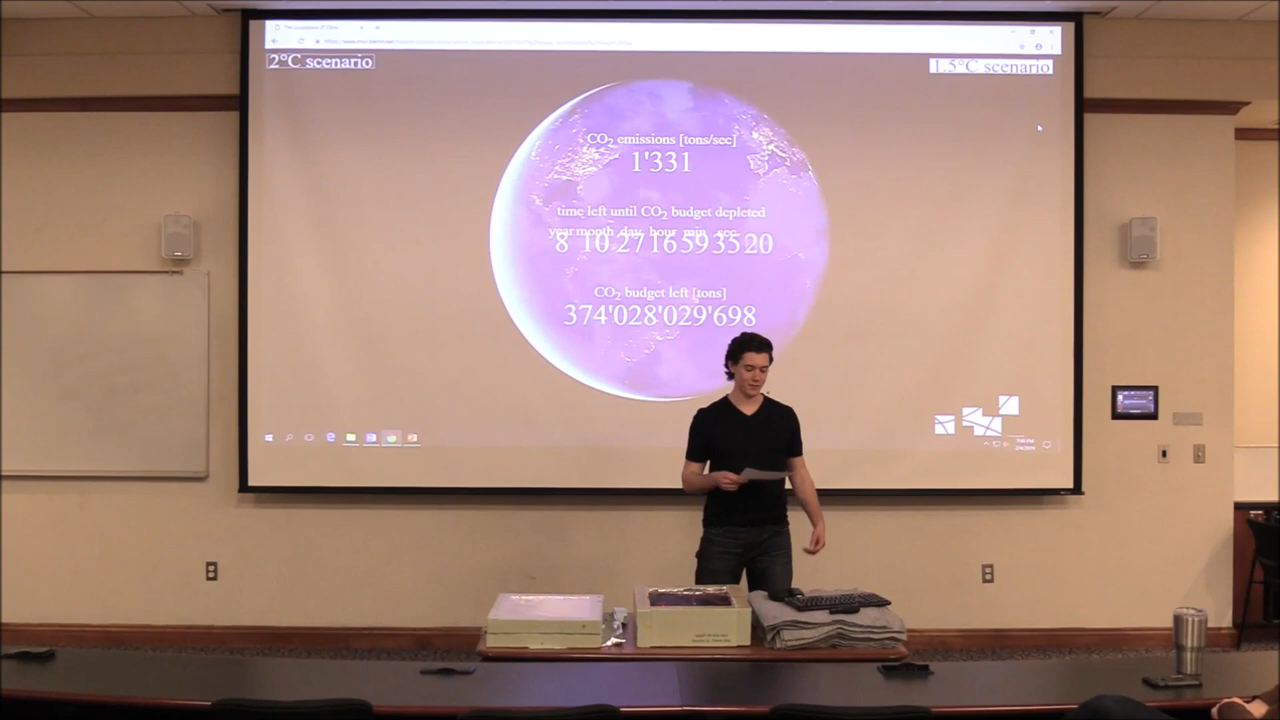 2°C scenario
1.5°C scenario
CO₂ emissions [tons/sec]
1'331
time left until CO₂ budget depleted
year month day hour min sec
8 10 27 16 59 35 20
CO₂ budget left [tons]
374'028'029'698